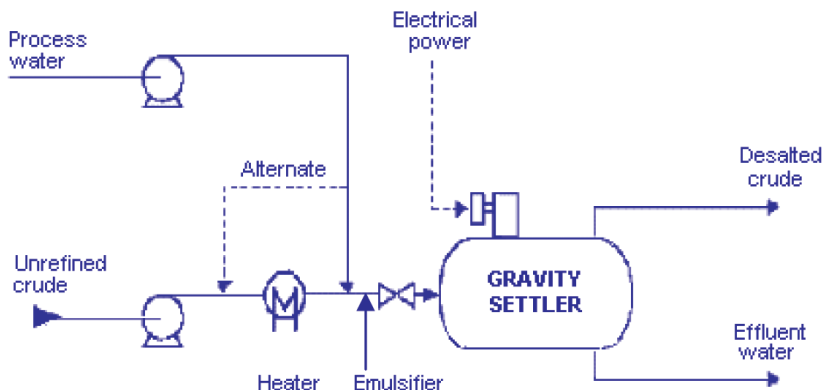 Electrical
power
Process
water
Alternate
Desalted
crude
Unrefined
crude
GRAVITY
SETTLER
Effluent
water
Heater
Emulsifier